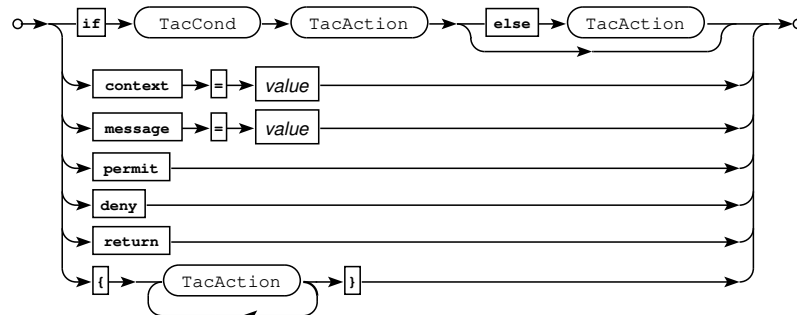 if TacCond TacAction else TacAction
context = value
message = value
permit
deny
return
{ TacAction }